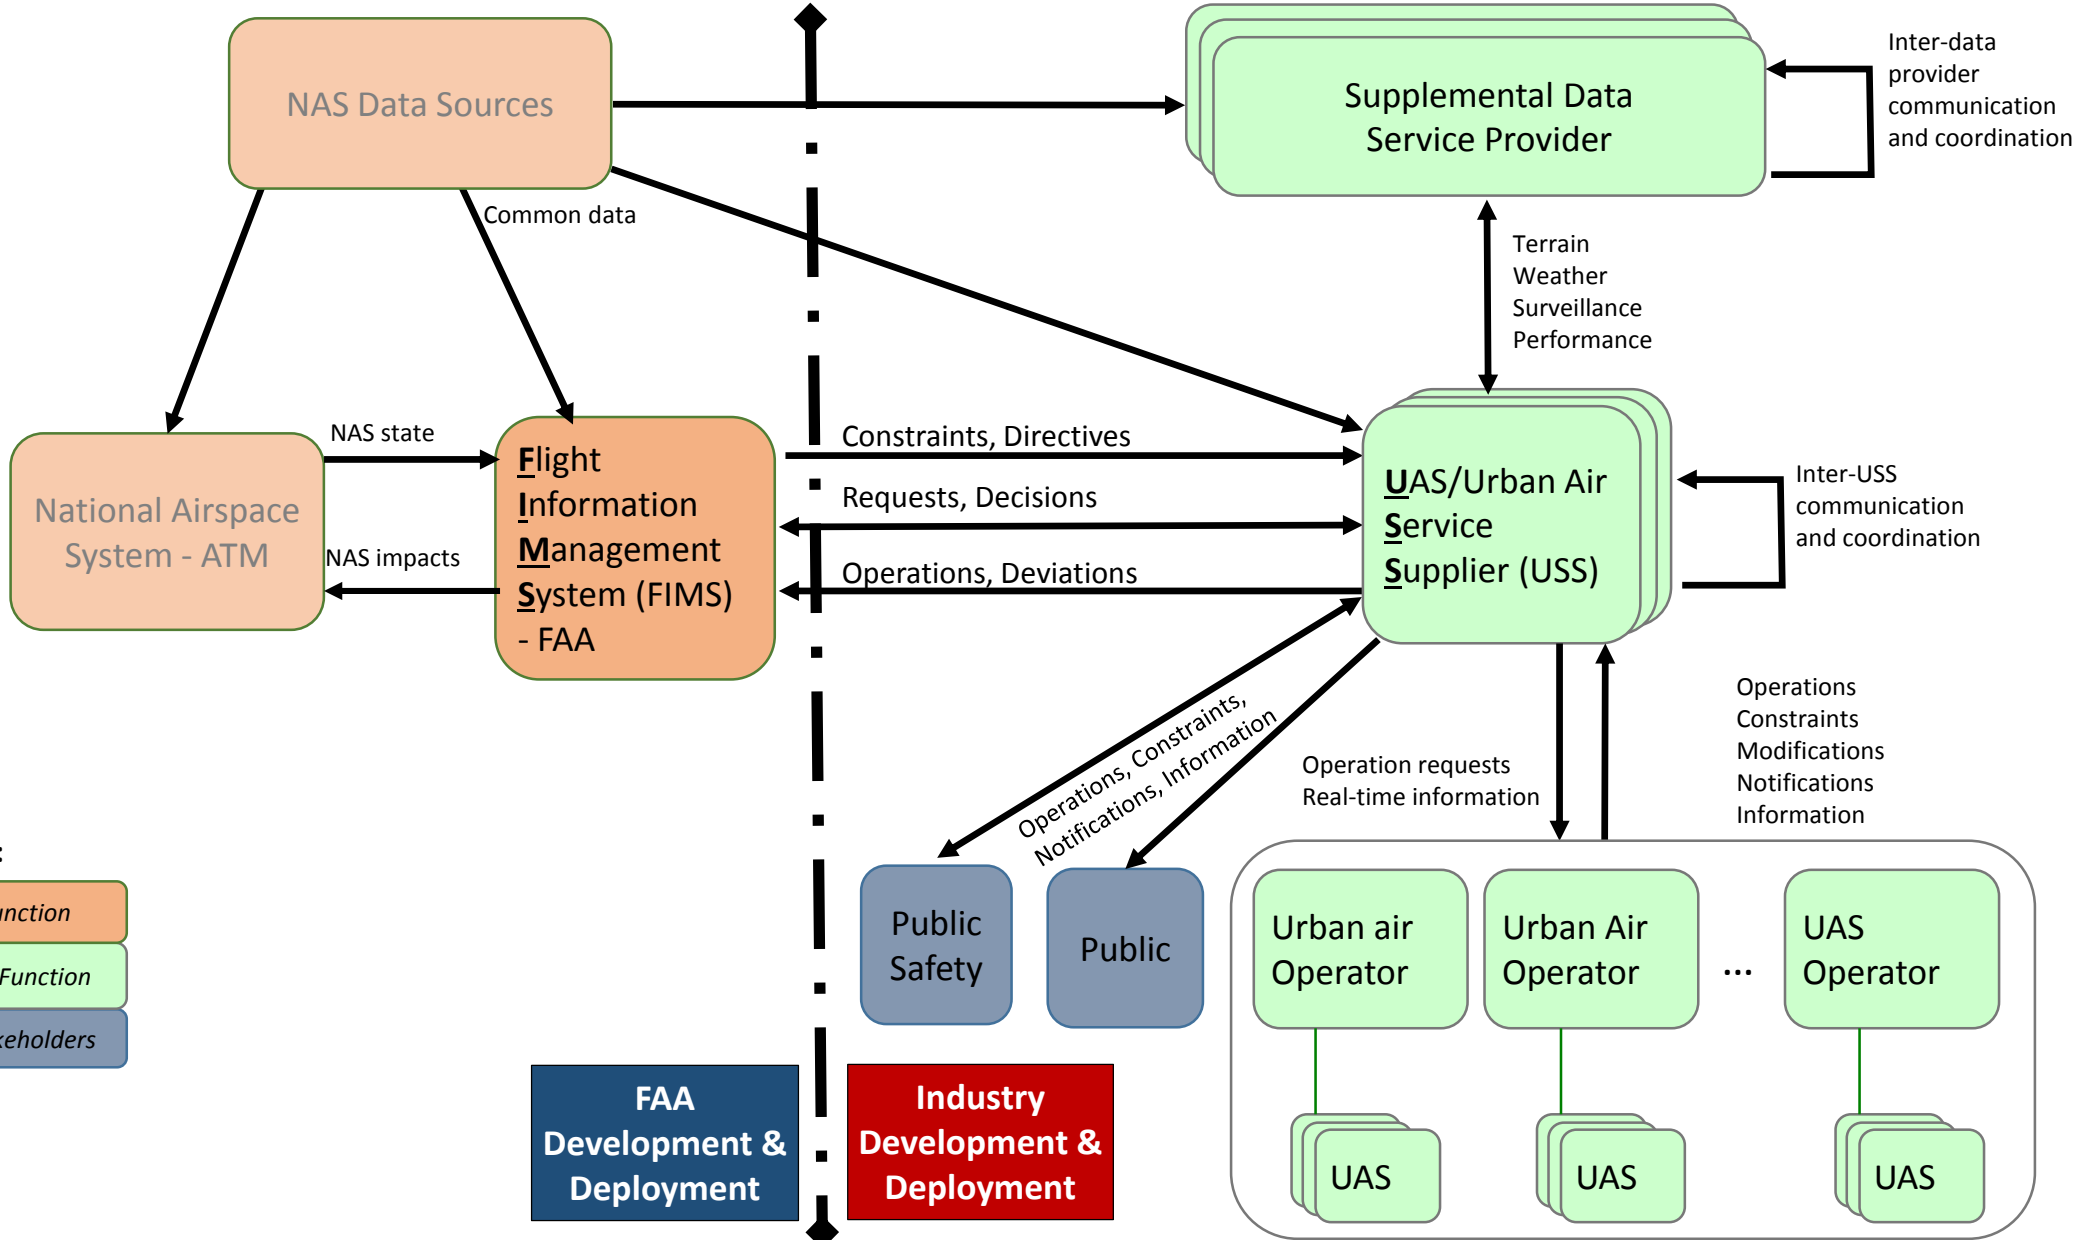 NAS Data Sources
Supplemental Data
Service Provider
Inter-data
provider
communication
and coordination
Common data
Terrain
Weather
Surveillance
Performance
National Airspace
System - ATM
NAS state
NAS impacts
Flight
Information
Management
System (FIMS)
- FAA
Constraints, Directives
Requests, Decisions
Operations, Deviations
UAS/Urban Air
Service
Supplier (USS)
Inter-USS
communication
and coordination
Operations, Constraints,
Notifications, Information
Operation requests
Real-time information
Operations
Constraints
Modifications
Notifications
Information
:
Function
Public
Safety
Public
Urban air
Operator
Urban Air
Operator
...
UAS
Operator
UAS
UAS
UAS
FAA
Development &
Deployment
Industry
Development &
Deployment